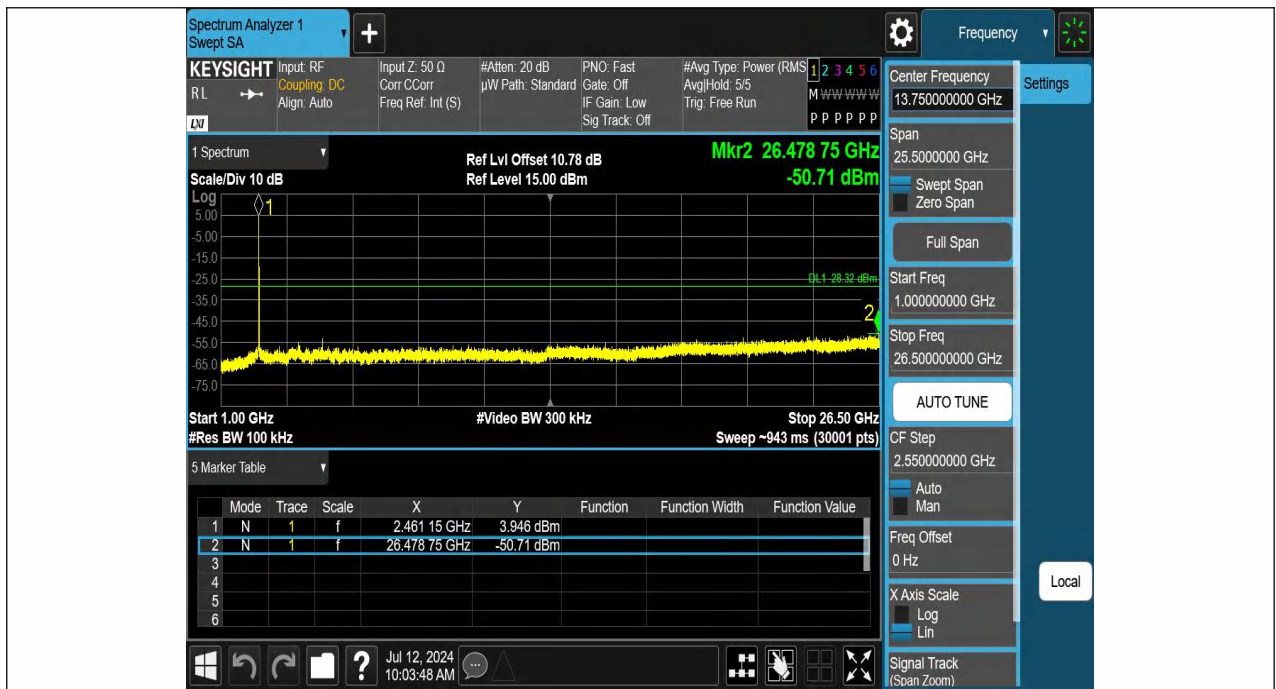 Spectrum Analyzer 1
Swept SA
+
Frequency
KEYSIGHT
RL
LXI
Input: RF
Coupling: DC
Align: Auto
Input Z: 50 Ω
Corr CCorr
Freq Ref: Int (S)
#Atten: 20 dB
µW Path: Standard
PNO: Fast
Gate: Off
IF Gain: Low
Sig Track: Off
#Avg Type: Power (RMS
Avg|Hold: 5/5
Trig: Free Run
1 2 3 4 5 6
M W W W W W
P P P P P P
1 Spectrum
Scale/Div 10 dB
Ref Lvl Offset 10.78 dB
Ref Level 15.00 dBm
Mkr2 26.478 75 GHz
-50.71 dBm
Log
1
5.00
-5.00
-15.0
-25.0
DL1 -28.32 dBm
-35.0
-45.0
2
-55.0
-65.0
-75.0
Start 1.00 GHz
#Video BW 300 kHz
Stop 26.50 GHz
#Res BW 100 kHz
Sweep ~943 ms (30001 pts)
5 Marker Table
Mode Trace Scale X Y Function Function Width Function Value
1 N 1 f 2.461 15 GHz 3.946 dBm
2 N 1 f 26.478 75 GHz -50.71 dBm
3
4
5
6
?
Jul 12, 2024
10:03:48 AM
Center Frequency
13.750000000 GHz
Settings
Span
25.5000000 GHz
Swept Span
Zero Span
Full Span
Start Freq
1.000000000 GHz
Stop Freq
26.500000000 GHz
AUTO TUNE
CF Step
2.550000000 GHz
Auto
Man
Freq Offset
0 Hz
Local
X Axis Scale
Log
Lin
Signal Track
(Span Zoom)